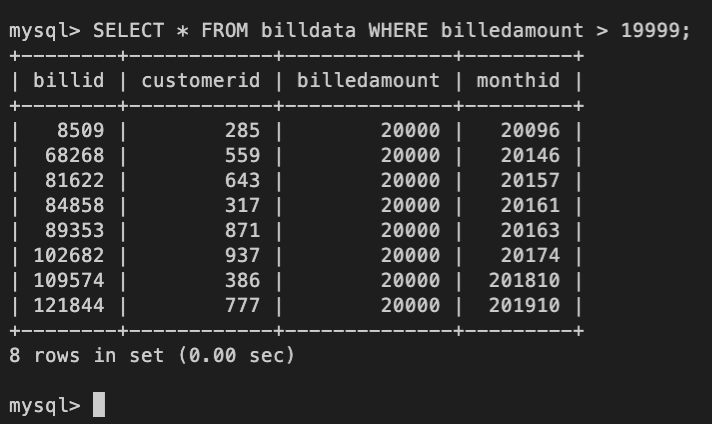 mysql> SELECT * FROM billdata WHERE billedamount > 19999;
+--------+------------+--------------+---------+
| billid | customerid | billedamount | monthid |
+--------+------------+--------------+---------+
|   8509 |        285 |        20000 |   20096 |
|  68268 |        559 |        20000 |   20146 |
|  81622 |        643 |        20000 |   20157 |
|  84858 |        317 |        20000 |   20161 |
|  89353 |        871 |        20000 |   20163 |
| 102682 |        937 |        20000 |   20174 |
| 109574 |        386 |        20000 |  201810 |
| 121844 |        777 |        20000 |  201910 |
+--------+------------+--------------+---------+
8 rows in set (0.00 sec)
mysql>